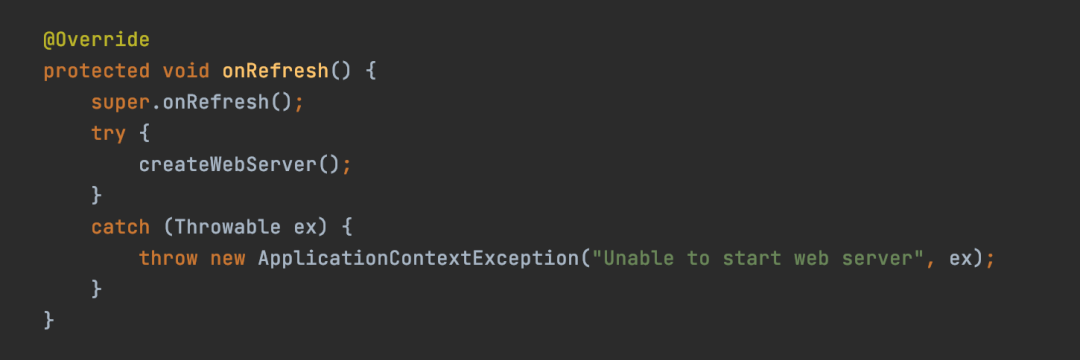 @Override
protected void onRefresh() {
    super.onRefresh();
    try {
        createWebServer();
    }
    catch (Throwable ex) {
        throw new ApplicationContextException("Unable to start web server", ex);
    }
}